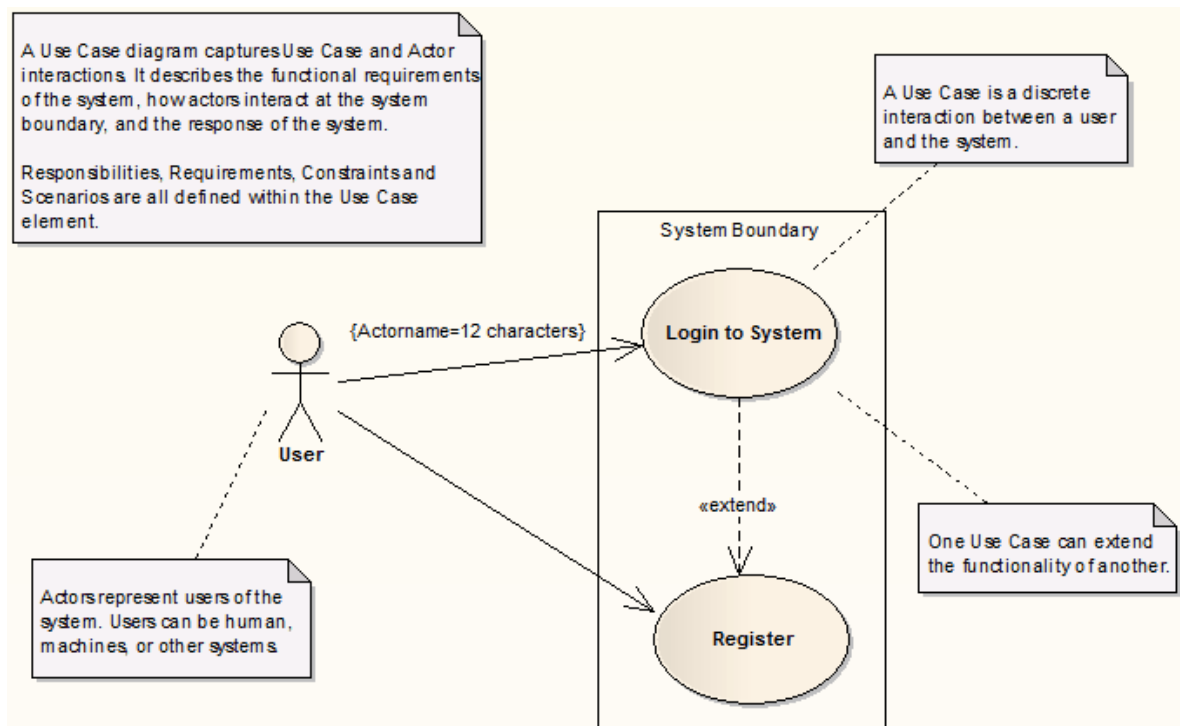 A Use Case diagram captures Use Case and Actor
interactions. It describes the functional requirements
of the system, how actors interact at the system
boundary, and the response of the system.
Responsibilities, Requirements, Constraints and
Scenarios are all defined within the Use Case
element.
A Use Case is a discrete
interaction between a user
and the system.
System Boundary
{Actorname=12 characters}
Login to System
User
«extend»
One Use Case can extend
the functionality of another.
Actors represent users of the
system. Users can be human,
machines, or other systems.
Register